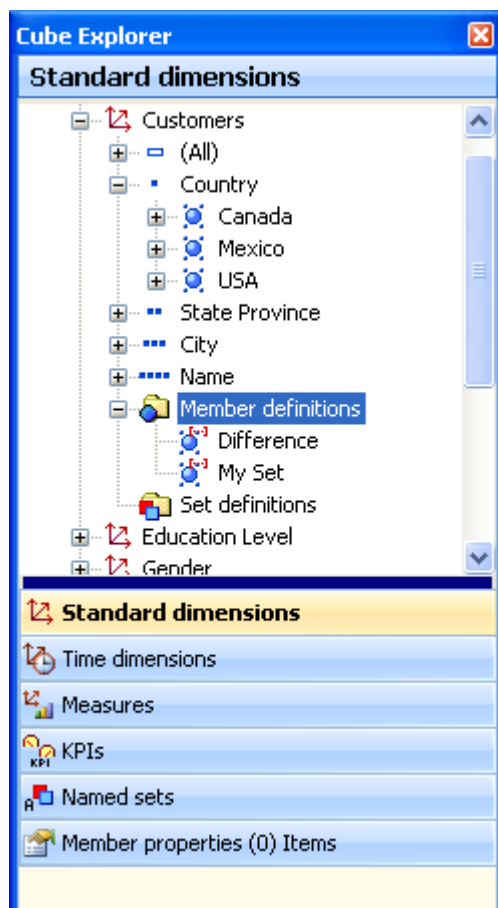 Cube Explorer
Standard dimensions
Customers
(All)
Country
Canada
Mexico
USA
State Province
City
Name
Member definitions
Difference
My Set
Set definitions
Education Level
Gender
Standard dimensions
Time dimensions
Measures
KPI
KPIs
A
Named sets
Member properties (0) Items